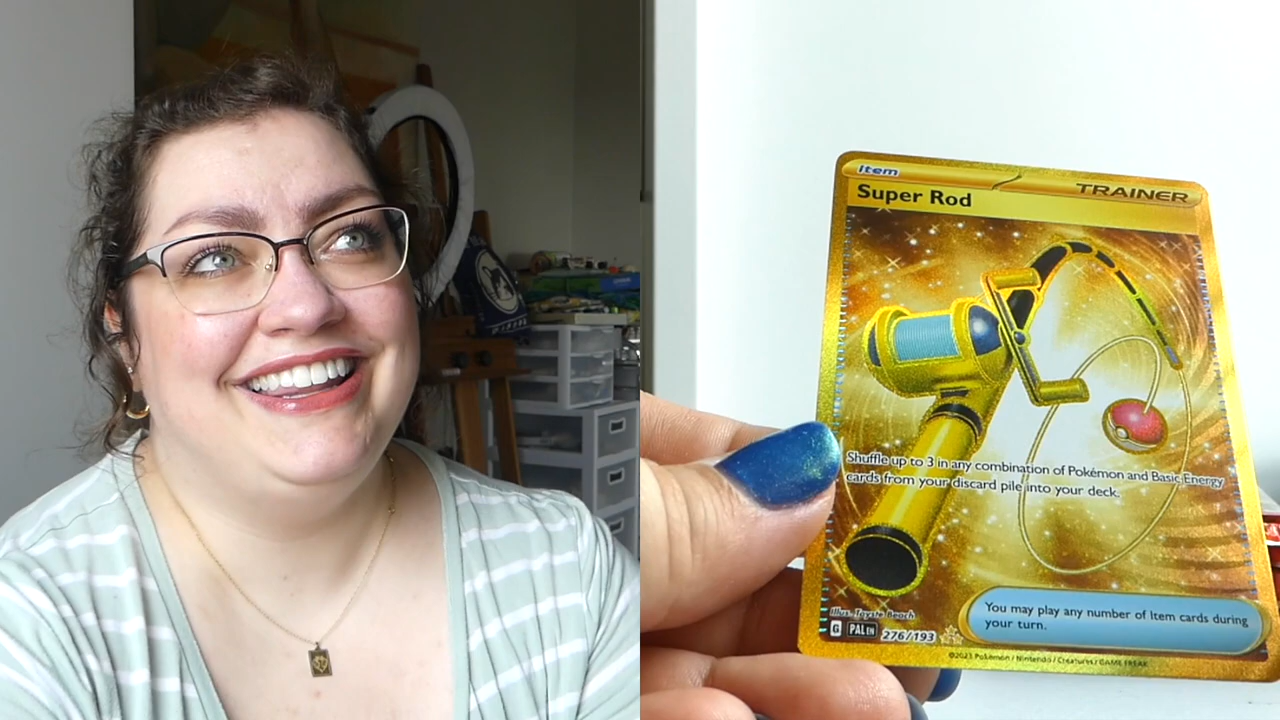 Item
TRAINER
Super Rod
Shuffle up to 3 in any combination of Pokémon and Basic Energy
cards from your discard pile into your deck.
You may play any number of Item cards during
your turn.
Illus. Toyste Beach
G PAL EN 276/193
©2023 Pokémon / Nintendo / Creatures / GAME FREAK